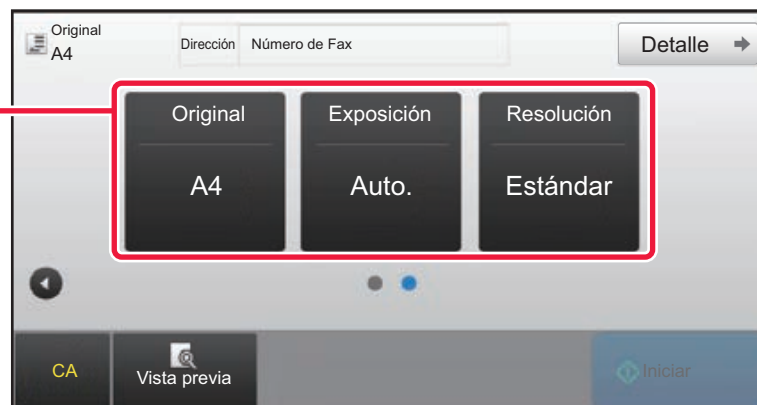 Original
A4
Dirección Número de Fax
Detalle
Original Exposición Resolución
A4 Auto. Estándar
CA Vista previa Iniciar